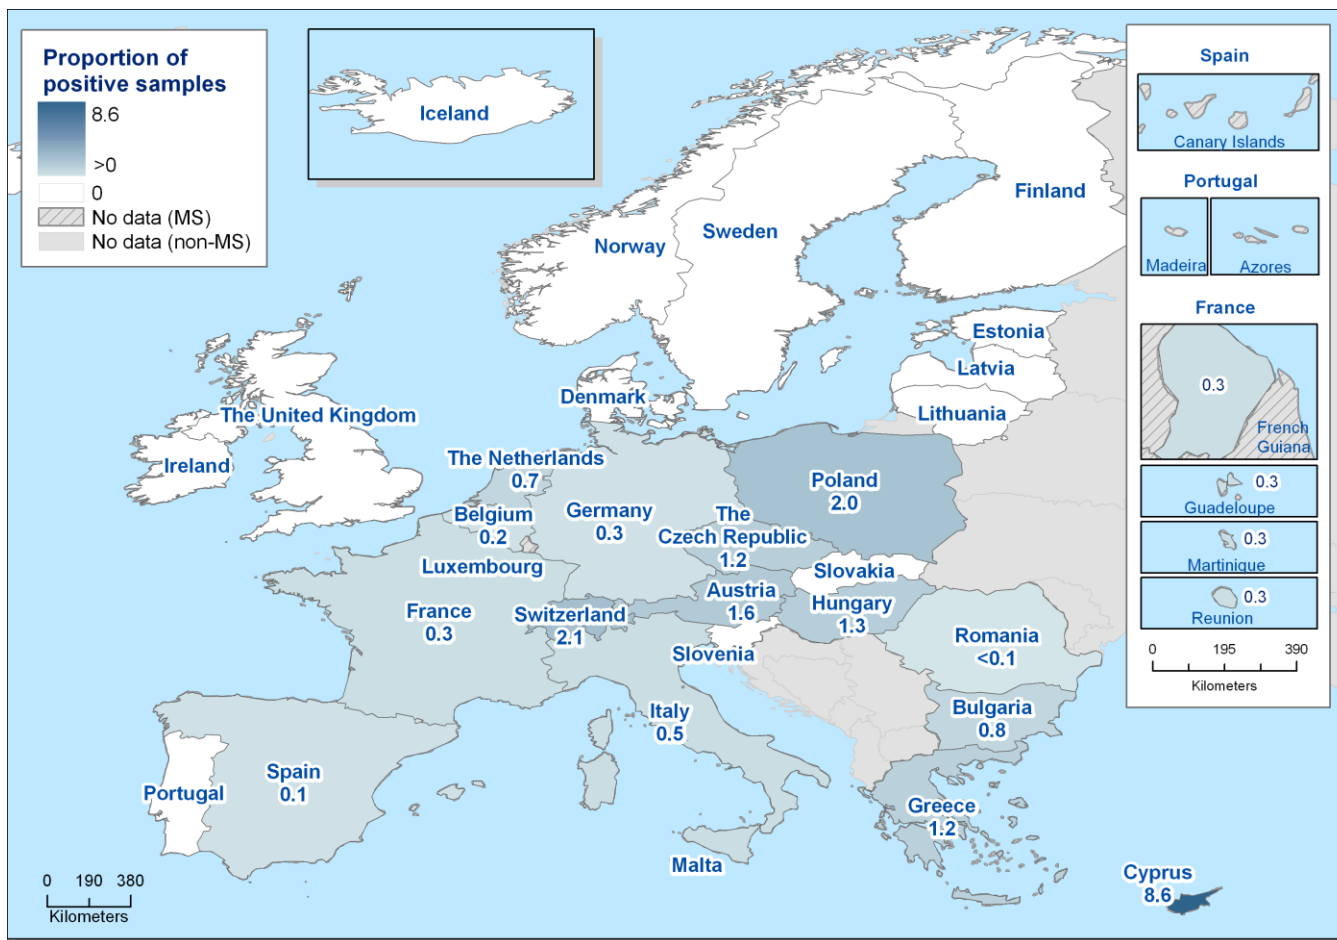 Proportion of
positive samples
8.6
>0
0
No data (MS)
No data (non-MS)
Iceland
Norway
Sweden
Finland
Estonia
Latvia
Lithuania
Denmark
The United Kingdom
Ireland
The Netherlands
0.7
Belgium
0.2
Luxembourg
Germany
0.3
Poland
2.0
The
Czech Republic
1.2
Slovakia
Austria
1.6
Hungary
1.3
France
0.3
Switzerland
2.1
Slovenia
Romania
<0.1
Bulgaria
0.8
Italy
0.5
Spain
0.1
Portugal
Greece
1.2
Malta
Cyprus
8.6
0 190 380
Kilometers
Spain
Canary Islands
Portugal
Madeira
Azores
France
0.3
French
Guiana
0.3
Guadeloupe
0.3
Martinique
0.3
Reunion
0 195 390
Kilometers